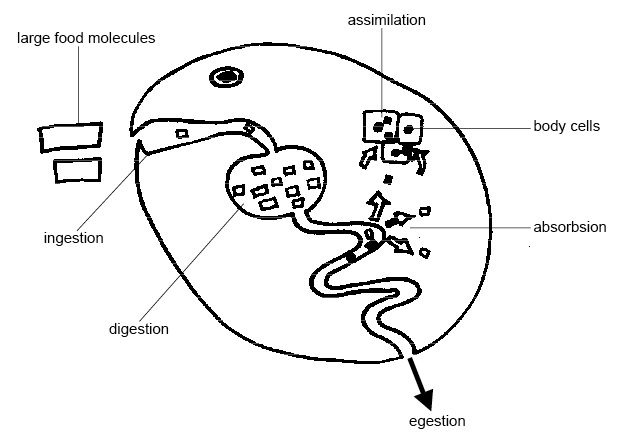 assimilation
large food molecules
body cells
absorbsion
ingestion
digestion
egestion